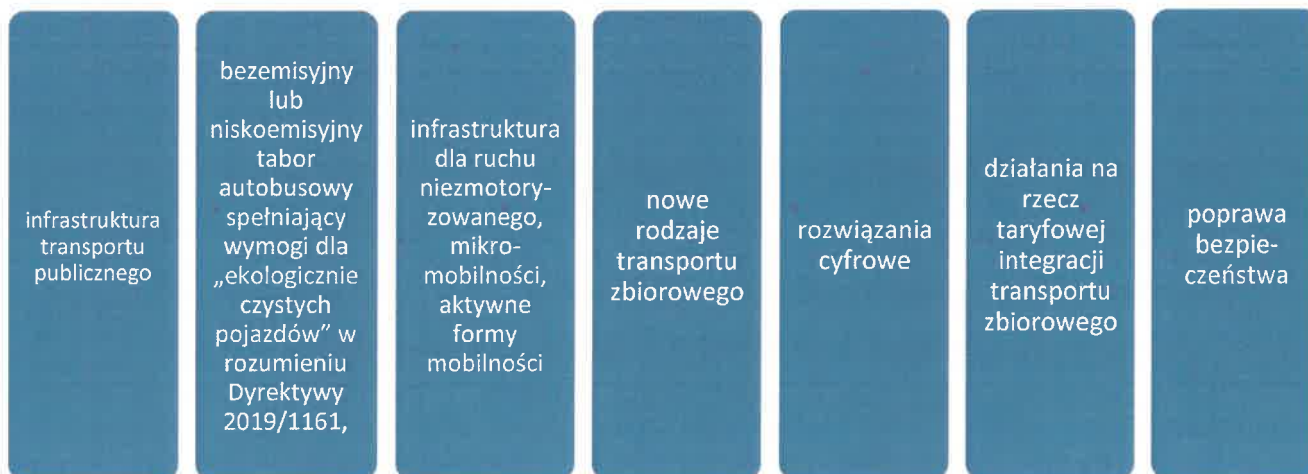 infrastruktura
transportu
publicznego
bezemisyjny
lub
niskoemisyjny
tabor
autobusowy
spełniający
wymogi dla
„ekologicznie
czystych
pojazdów” w
rozumieniu
Dyrektywy
2019/1161,
infrastruktura
dla ruchu
niezmotory-
zowanego,
mikro-
mobilności,
aktywne
formy
mobilności
nowe
rodzaje
transportu
zbiorowego
rozwiązania
cyfrowe
działania na
rzecz
taryfowej
integracji
transportu
zbiorowego
poprawa
bezpie-
czeństwa